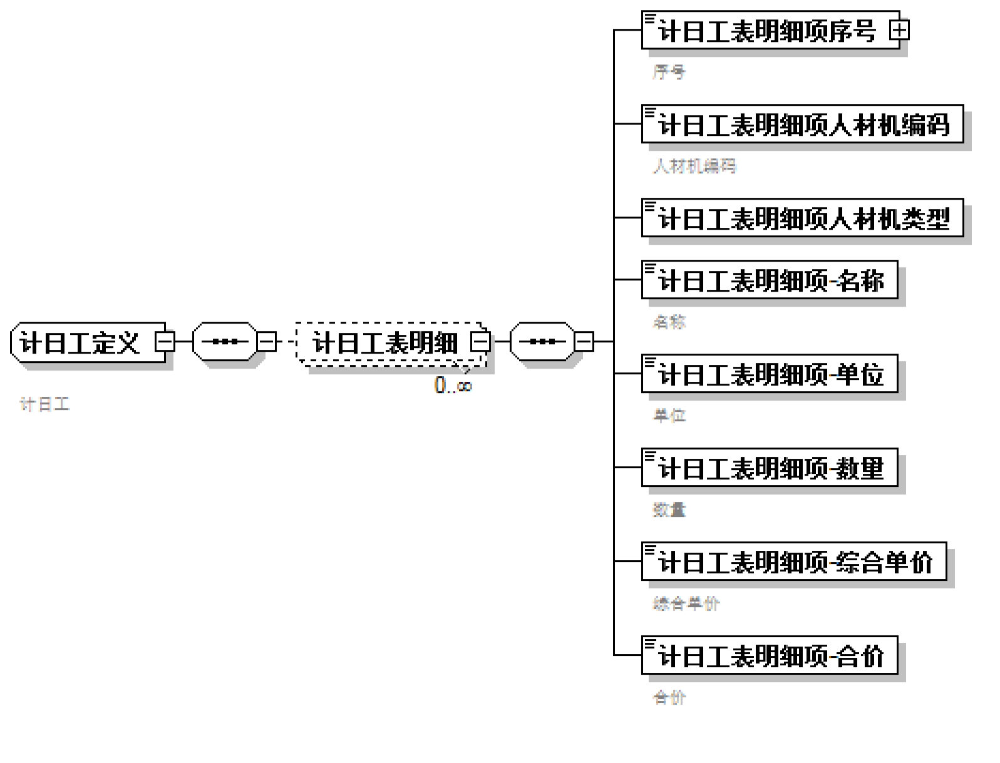 计日工定义
计日工
计日工表明细
0..∞
计日工表明细项序号
序号
计日工表明细项人材机编码
人材机编码
计日工表明细项人材机类型
计日工表明细项-名称
名称
计日工表明细项-单位
单位
计日工表明细项-数量
数量
计日工表明细项-综合单价
综合单价
计日工表明细项-合价
合价